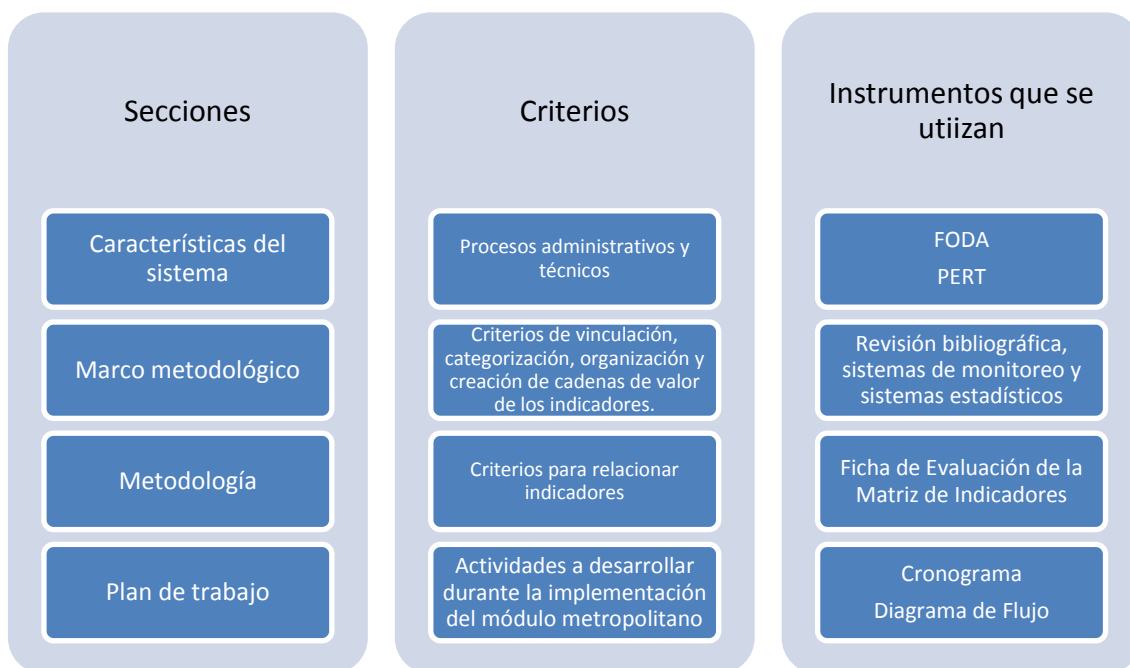 Secciones
Características del
sistema
Marco metodológico
Metodología
Plan de trabajo
Criterios
Procesos administrativos y
técnicos
Criterios de vinculación,
categorización, organización y
creación de cadenas de valor
de los indicadores.
Criterios para relacionar
indicadores
Actividades a desarrollar
durante la implementación
del módulo metropolitano
Instrumentos que se
utiizan
FODA
PERT
Revisión bibliográfica,
sistemas de monitoreo y
sistemas estadísticos
Ficha de Evaluación de la
Matriz de Indicadores
Cronograma
Diagrama de Flujo